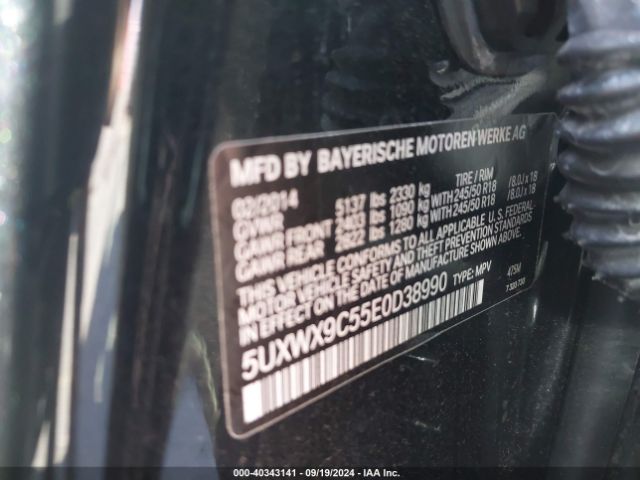 MFD BY BAYERISCHE MOTOREN WERKE AG
02/2014 TIRE / RIM
GVWR 5137 lbs 2330 kg
GAWR FRONT 2403 lbs 1090 kg WITH 245/50 R18 / 8.0J x 18
GAWR REAR 2822 lbs 1280 kg WITH 245/50 R18 / 8.0J x 18
THIS VEHICLE CONFORMS TO ALL APPLICABLE U. S. FEDERAL
MOTOR VEHICLE SAFETY AND THEFT PREVENTION STANDARDS
IN EFFECT ON THE DATE OF MANUFACTURE SHOWN ABOVE.
5UXWX9C55E0D38990 TYPE: MPV 475M
000-40343141 - 09/19/2024 - IAA Inc.